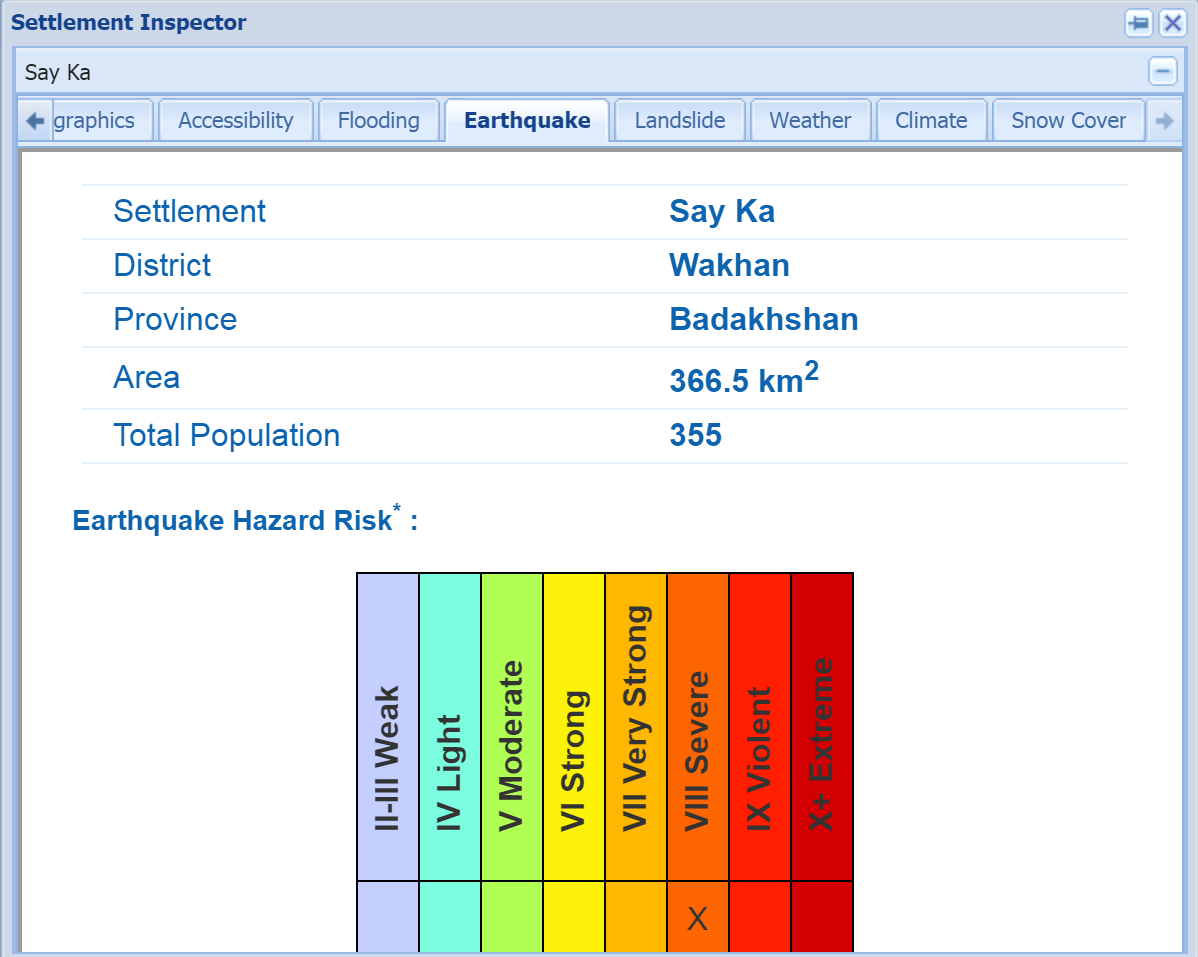 Settlement Inspector
Say Ka
graphics Accessibility Flooding Earthquake Landslide Weather Climate Snow Cover
Settlement Say Ka
District Wakhan
Province Badakhshan
Area 366.5 km²
Total Population 355
Earthquake Hazard Risk* :
II-III Weak
IV Light
V Moderate
VI Strong
VII Very Strong
VIII Severe
IX Violent
X+ Extreme
X